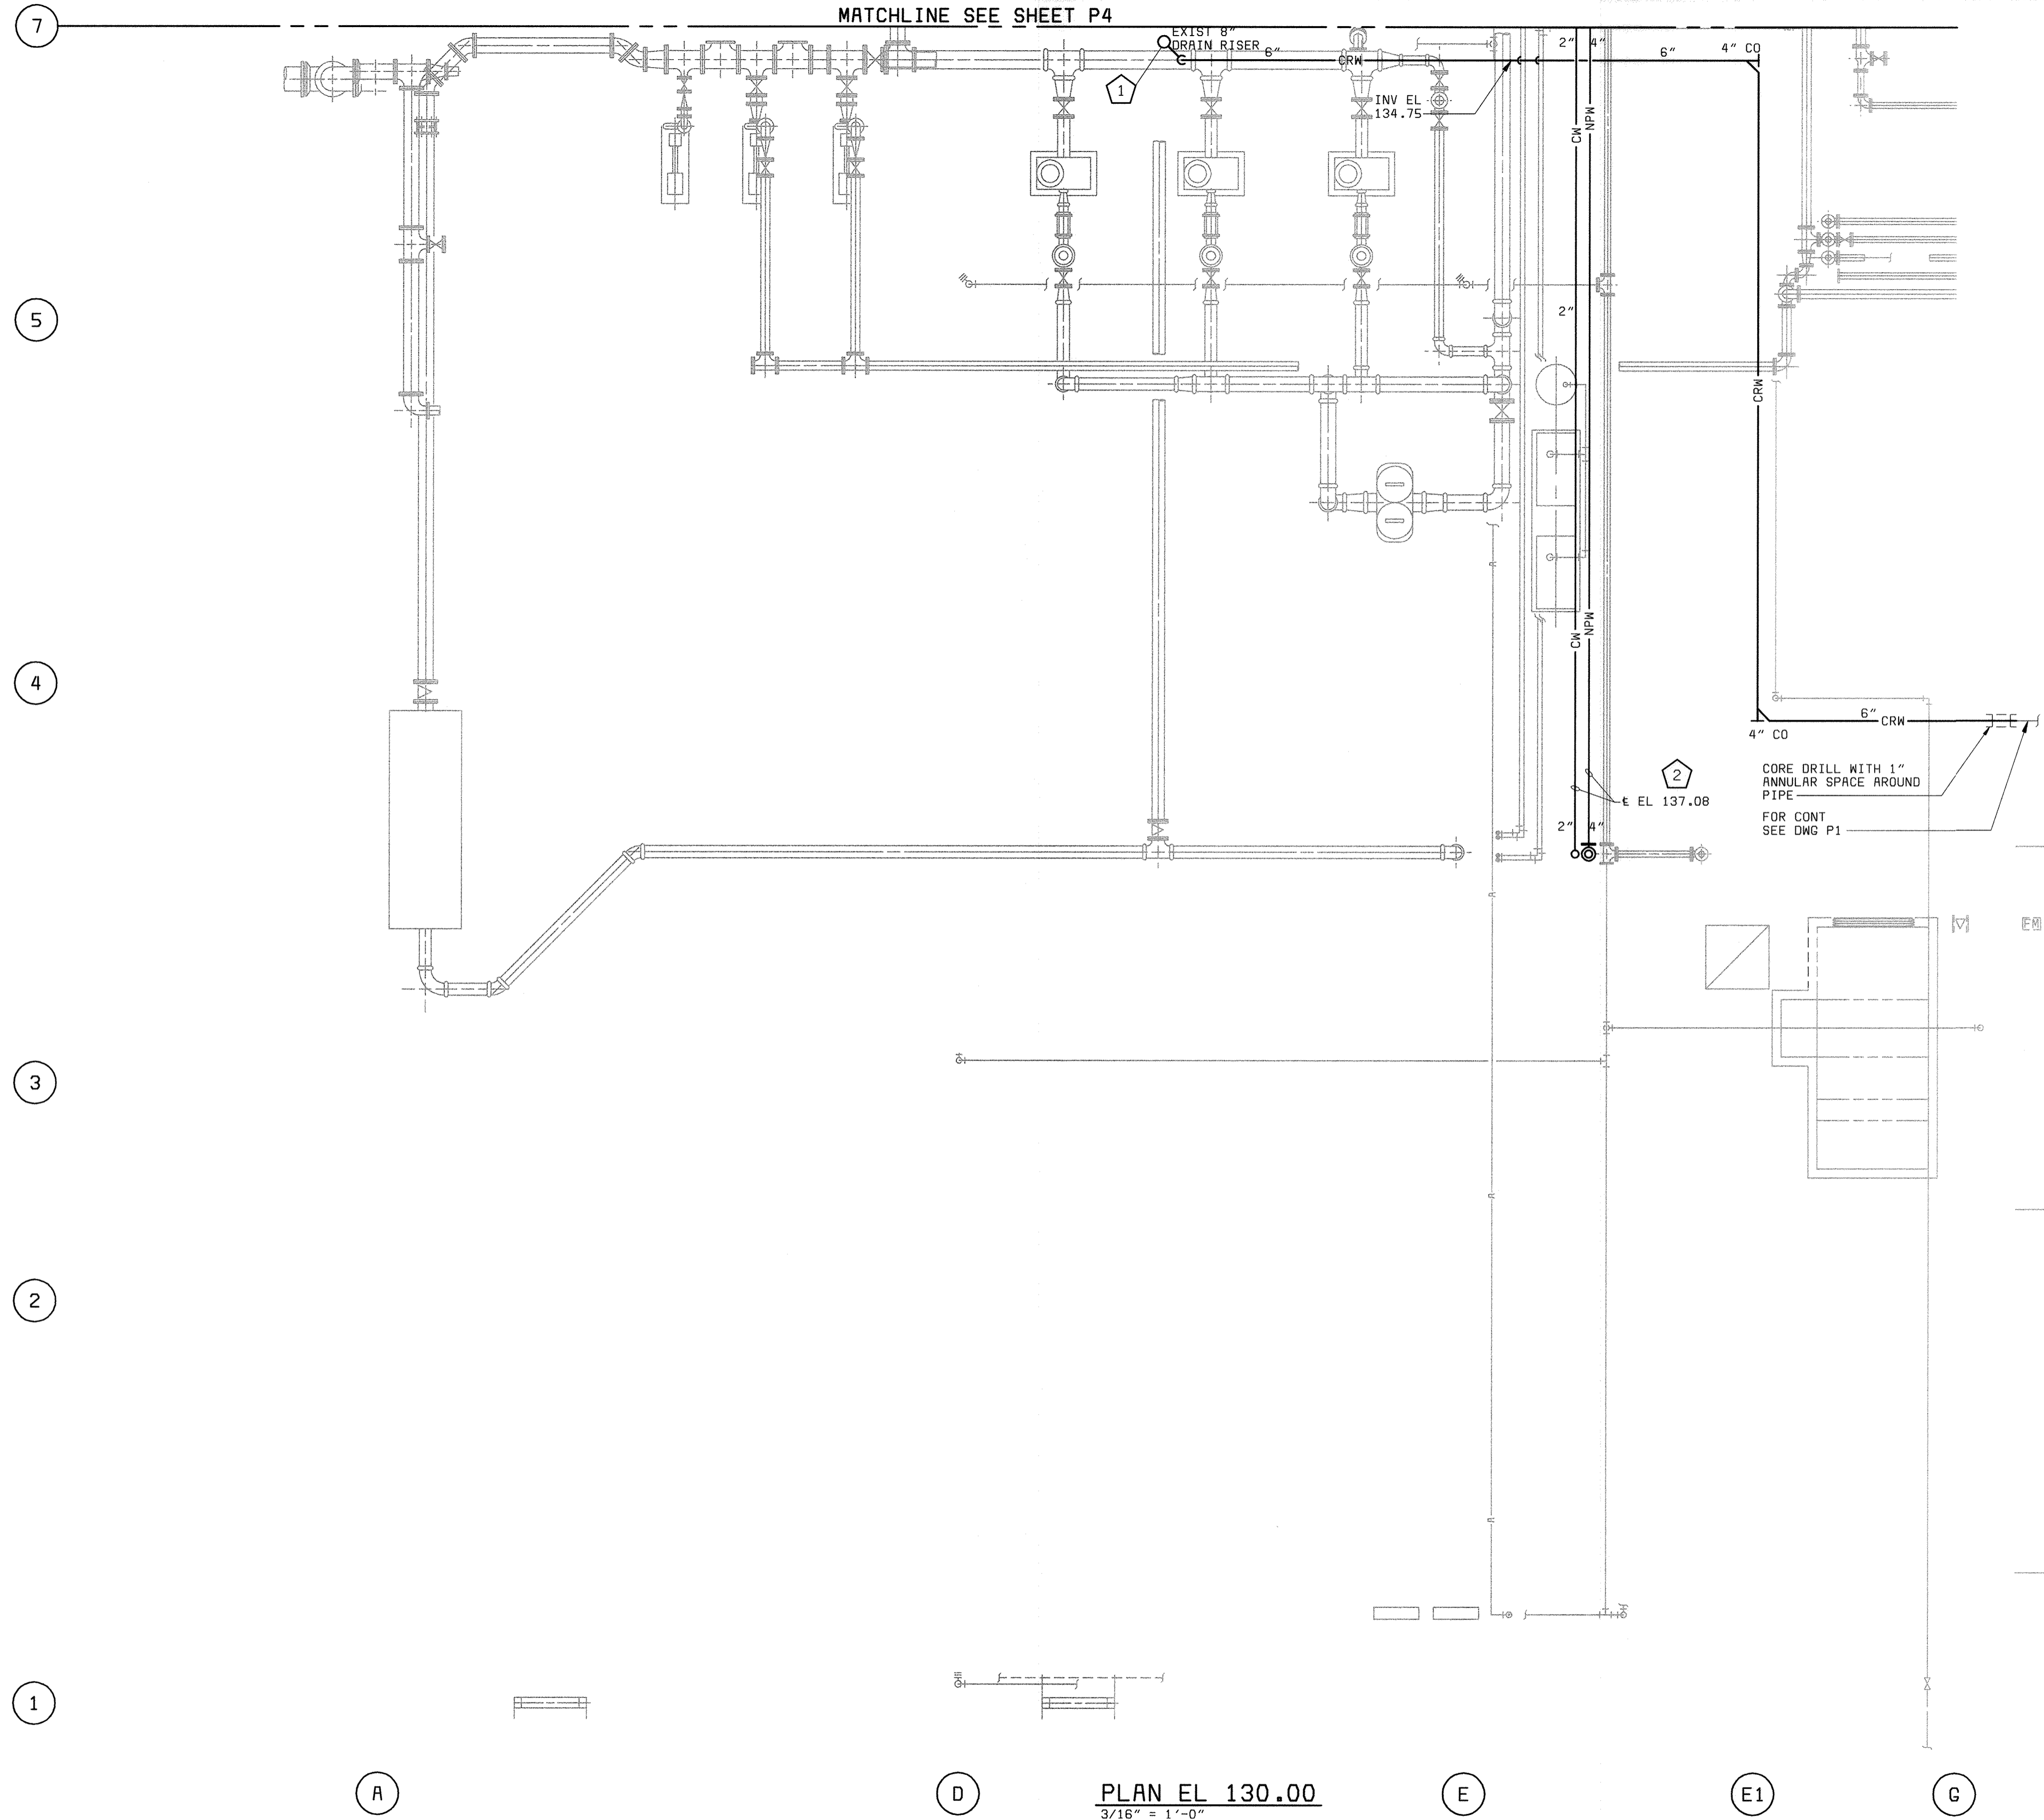 7
MATCHLINE SEE SHEET P4
EXIST 8"
DRAIN RISER
6"
CRW
2"
4"
6"
4" CO
1
INV EL
134.75
CW
NPW
5
2"
CRW
CW
NPW
4
6"
CRW
4" CO
2
℄ EL 137.08
CORE DRILL WITH 1"
ANNULAR SPACE AROUND
PIPE
FOR CONT
SEE DWG P1
2"
4"
FM
3
2
1
A
D
PLAN EL 130.00
3/16" = 1'-0"
E
E1
G